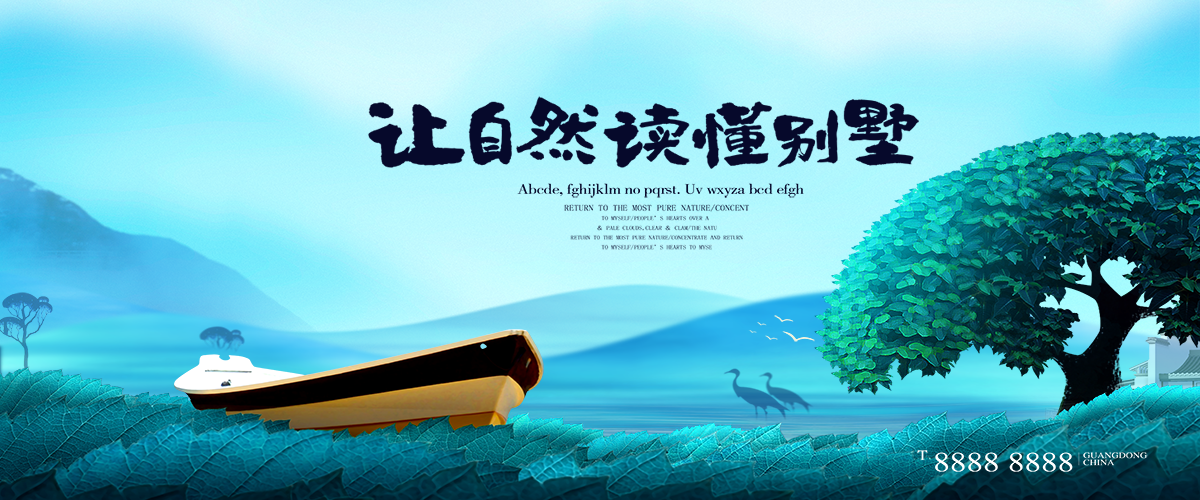 让自然读懂别墅
Abcde, fghijklm no pqrst. Uv wxyza bcd efgh
RETURN TO THE MOST PURE NATURE/CONCENT
TO MYSELF/PEOPLE'S HEARTS OVER A
& PALE CLOUDS,CLEAR & CLAM/THE NATU
RETURN TO THE MOST PURE NATURE/CONCENTRATE AND RETURN
TO MYSELF/PEOPLE'S HEARTS TO MYSE
T 8888 8888
GUANGDONG
CHINA